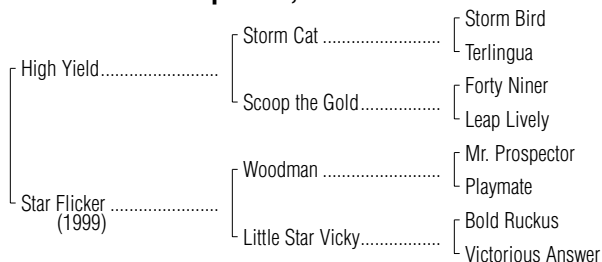 Storm Bird
Storm Cat ........................
Terlingua
High Yield........................
Forty Niner
Scoop the Gold................
Leap Lively
Mr. Prospector
Woodman ........................
Playmate
Star Flicker ......................
(1999)
Bold Ruckus
Little Star Vicky................
Victorious Answer